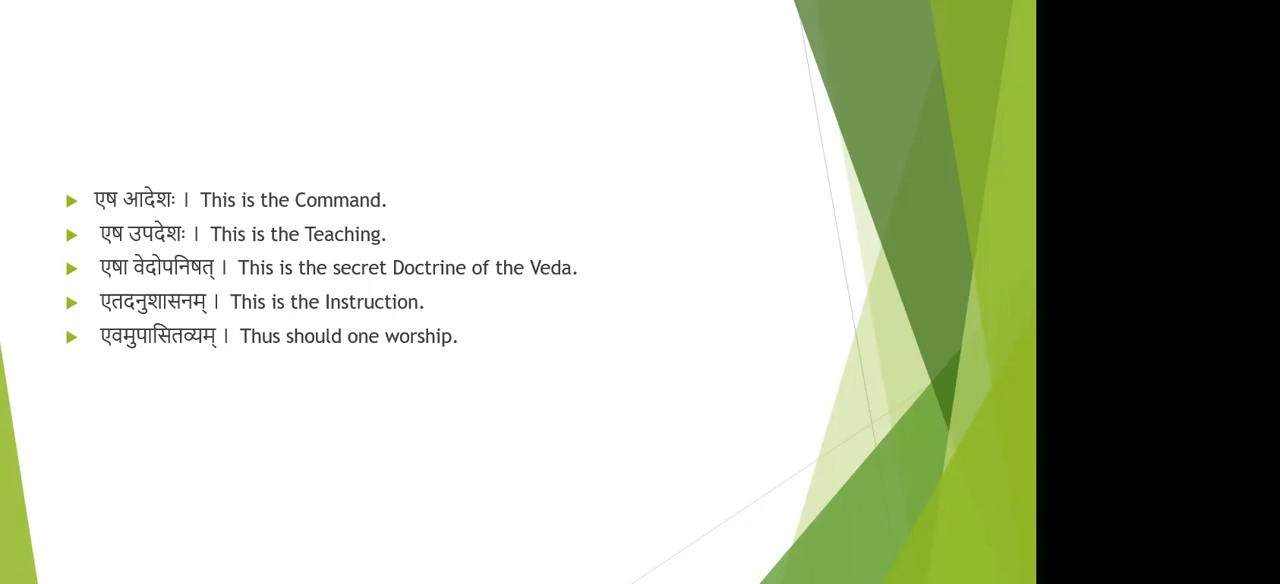 एष आदेशः । This is the Command.
एष उपदेशः । This is the Teaching.
एषा वेदोपनिषत् । This is the secret Doctrine of the Veda.
एतदनुशासनम् । This is the Instruction.
एवमुपासितव्यम् । Thus should one worship.